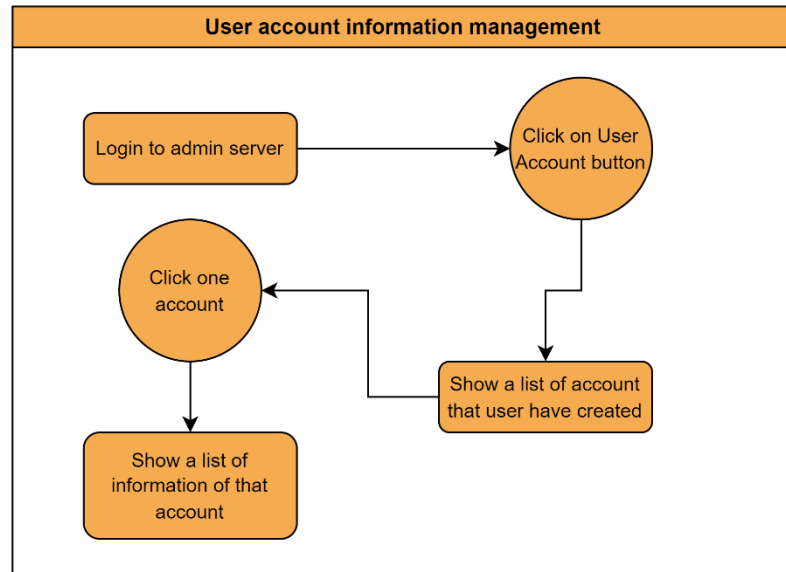 User account information management
Login to admin server
Click on User
Account button
Click one
account
Show a list of account
that user have created
Show a list of
information of that
account